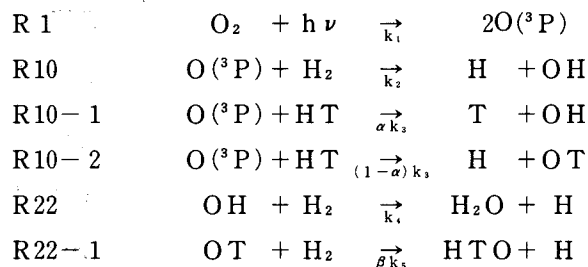 R 1 O₂ + hν →k₁ 2O(³P)
R10 O(³P) + H₂ →k₂ H + OH
R10−1 O(³P) + HT →αk₃ T + OH
R10−2 O(³P) + HT →(1−α)k₃ H + OT
R22 OH + H₂ →k₄ H₂O + H
R22−1 OT + H₂ →βk₅ HTO + H